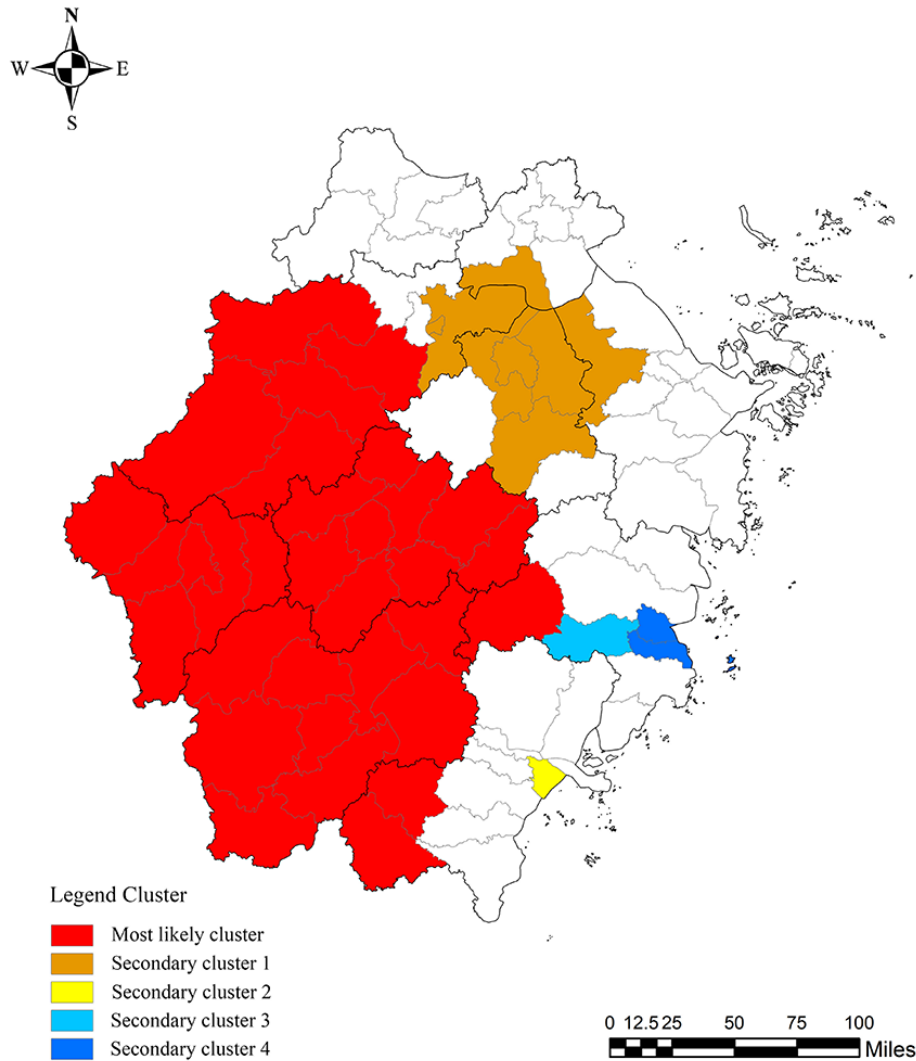 N
W E
S
Legend Cluster
Most likely cluster
Secondary cluster 1
Secondary cluster 2
Secondary cluster 3
Secondary cluster 4
0 12.5 25 50 75 100
Miles